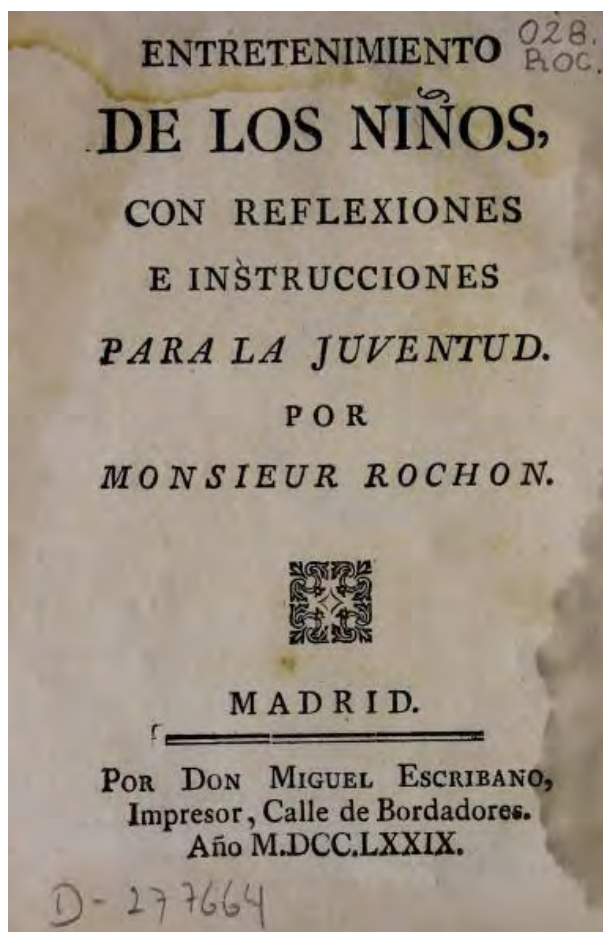 028.
ROC.
ENTRETENIMIENTO
DE LOS NIÑOS,
CON REFLEXIONES
E INSTRUCCIONES
PARA LA JUVENTUD.
POR
MONSIEUR ROCHON.
MADRID.
POR DON MIGUEL ESCRIBANO,
Impresor, Calle de Bordadores.
Año M.DCC.LXXIX.
D-277664